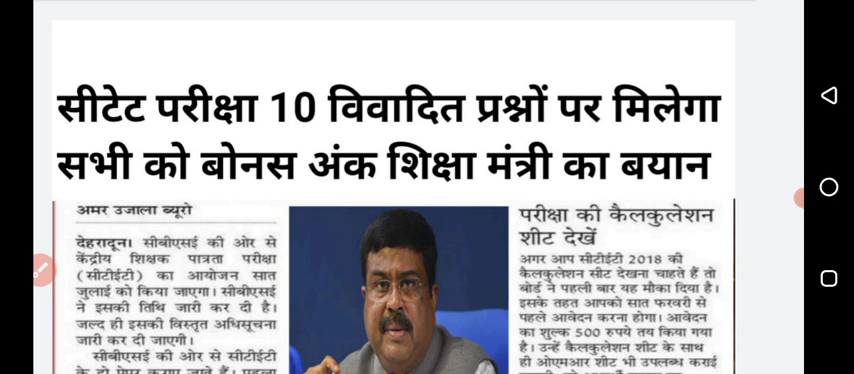 सीटेट परीक्षा 10 विवादित प्रश्नों पर मिलेगा
सभी को बोनस अंक शिक्षा मंत्री का बयान
अमर उजाला ब्यूरो
देहरादून। सीबीएसई की ओर से
केंद्रीय शिक्षक पात्रता परीक्षा
(सीटीईटी) का आयोजन सात
जुलाई को किया जाएगा। सीबीएसई
ने इसकी तिथि जारी कर दी है।
जल्द ही इसकी विस्तृत अधिसूचना
जारी कर दी जाएगी।
सीबीएसई की ओर से सीटीईटी
के दो पेपर कराए जाते हैं। पहला
परीक्षा की कैलकुलेशन
शीट देखें
अगर आप सीटीईटी 2018 की
कैलकुलेशन सीट देखना चाहते हैं तो
बोर्ड ने पहली बार यह मौका दिया है।
इसके तहत आपको सात फरवरी से
पहले आवेदन करना होगा। आवेदन
का शुल्क 500 रुपये तय किया गया
है। उन्हें कैलकुलेशन शीट के साथ
ही ओएमआर शीट भी उपलब्ध कराई